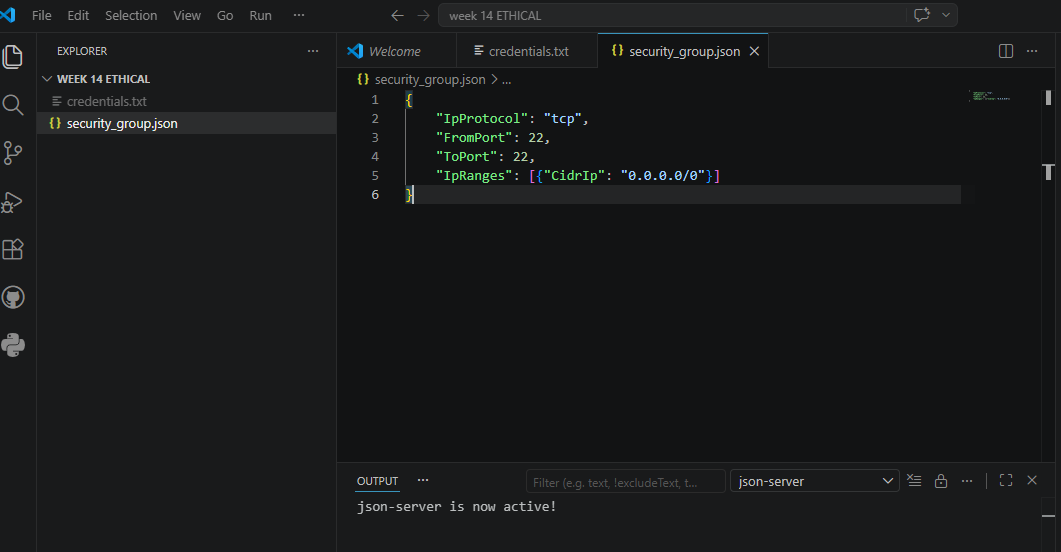 File Edit Selection View Go Run ···
week 14 ETHICAL
EXPLORER ···
WEEK 14 ETHICAL
credentials.txt
{} security_group.json
Welcome
credentials.txt
{} security_group.json
···
{} security_group.json > ...
1 {
2 "IpProtocol": "tcp",
3 "FromPort": 22,
4 "ToPort": 22,
5 "IpRanges": [{"CidrIp": "0.0.0.0/0"}]
6 }
OUTPUT ···
Filter (e.g. text, !excludeText, t...
json-server
···
json-server is now active!